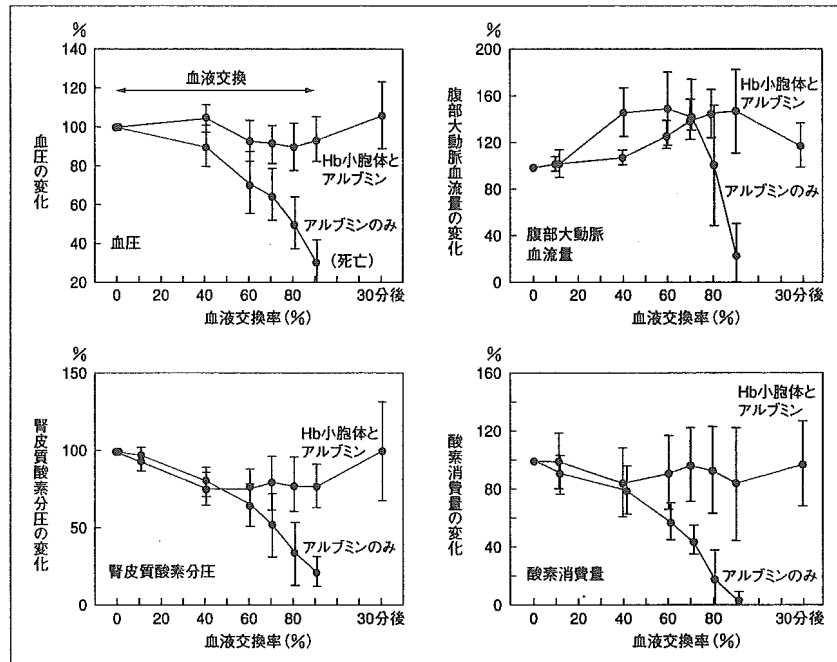 %
140
120
100
80
60
40
20
血液交換
血圧の変化
Hb小胞体と
アルブミン
アルブミンのみ
(死亡)
血圧
0 20 40 60 80 30分後
血液交換率(%)
%
200
160
120
80
40
0
腹部大動脈血流量の変化
Hb小胞体と
アルブミン
アルブミンのみ
腹部大動脈
血流量
0 20 40 60 80 30分後
血液交換率(%)
%
150
100
50
0
腎皮質酸素分圧の変化
Hb小胞体と
アルブミン
アルブミンのみ
腎皮質酸素分圧
0 20 40 60 80 30分後
血液交換率(%)
%
160
120
80
40
0
酸素消費量の変化
Hb小胞体と
アルブミン
アルブミンのみ
酸素消費量
0 20 40 60 80 30分後
血液交換率(%)